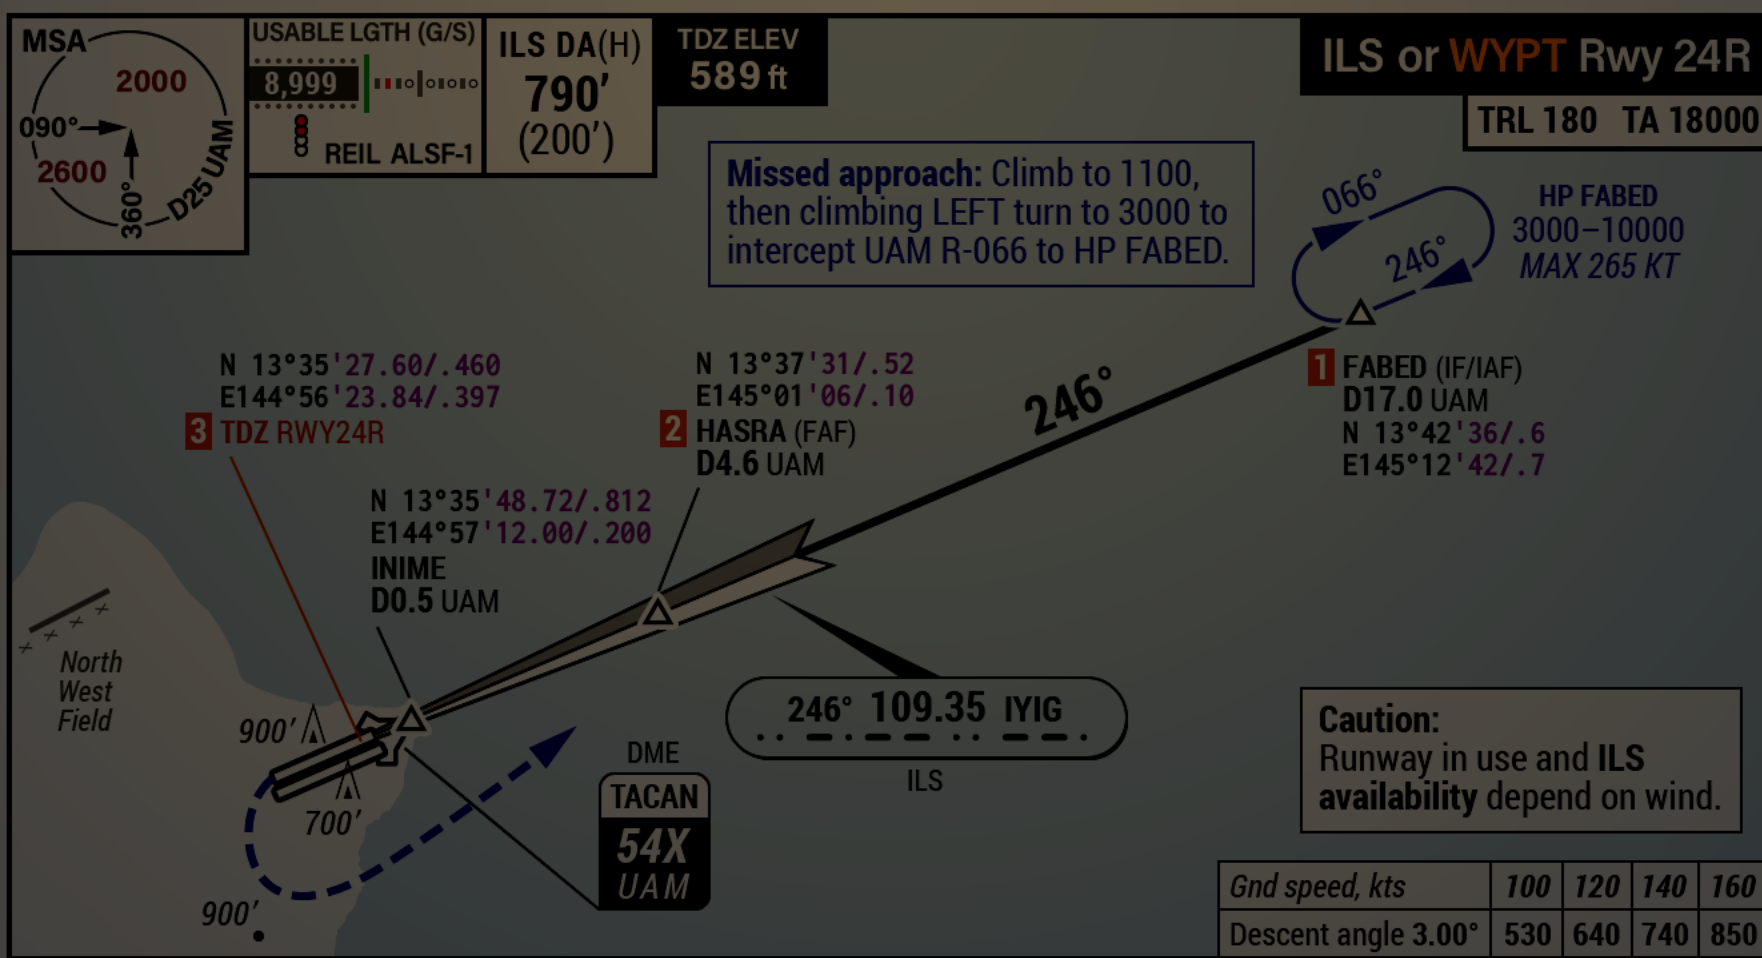 MSA
2000
090°
2600
360°
D25 UAM
USABLE LGTH (G/S)
8,999
REIL ALSF-1
ILS DA(H)
790'
(200')
TDZ ELEV
589 ft
ILS or WYPT Rwy 24R
TRL 180 TA 18000
Missed approach: Climb to 1100,
then climbing LEFT turn to 3000 to
intercept UAM R-066 to HP FABED.
066°
246°
HP FABED
3000–10000
MAX 265 KT
N 13°35'27.60/.460
E144°56'23.84/.397
3 TDZ RWY24R
N 13°37'31/.52
E145°01'06/.10
2 HASRA (FAF)
D4.6 UAM
246°
1 FABED (IF/IAF)
D17.0 UAM
N 13°42'36/.6
E145°12'42/.7
N 13°35'48.72/.812
E144°57'12.00/.200
INIME
D0.5 UAM
North
West
Field
900'
700'
900'
246° 109.35 IYIG
ILS
DME
TACAN
54X
UAM
Caution:
Runway in use and ILS
availability depend on wind.
Gnd speed, kts 100 120 140 160
Descent angle 3.00° 530 640 740 850